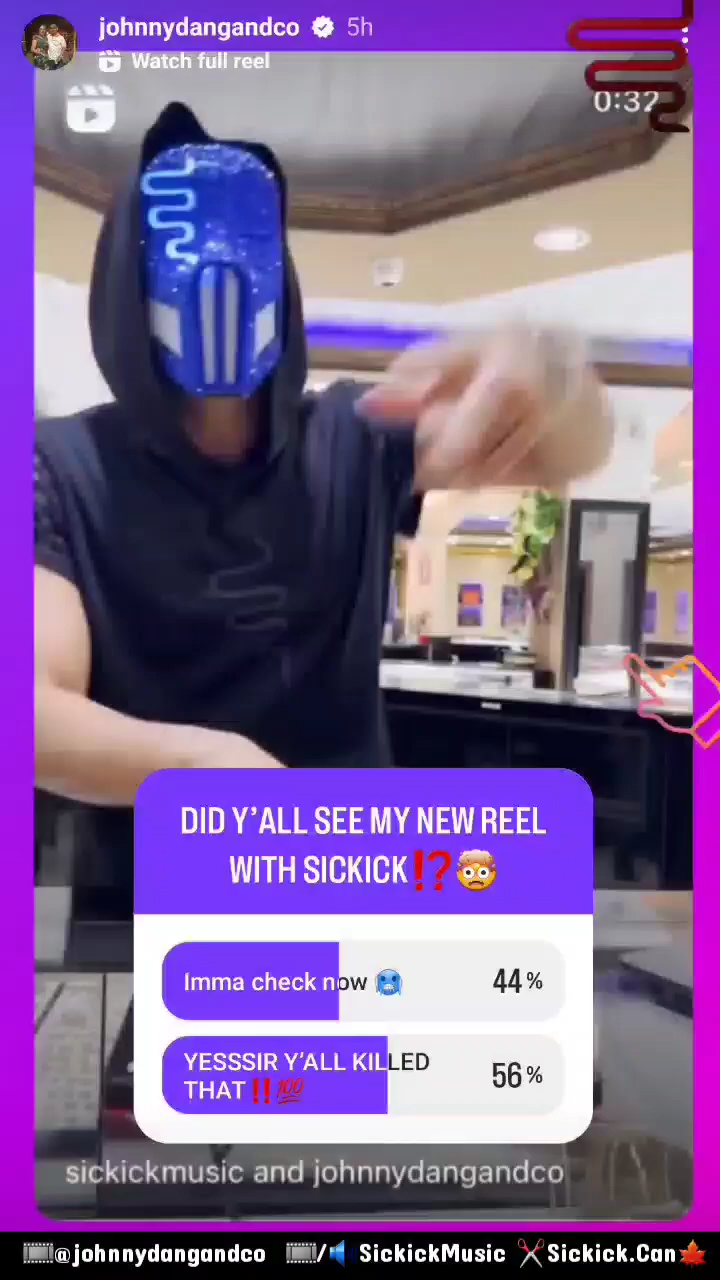 johnnydangandco 5h
Watch full reel
0:32
DID Y'ALL SEE MY NEW REEL
WITH SICKICK⁉️🤯
Imma check now 🥶 44%
YESSSIR Y'ALL KILLED
THAT‼️💯 56%
sickickmusic and johnnydangandco
🎞️@johnnydangandco 🎞️/🔈SickickMusic ✂️Sickick.Can🍁